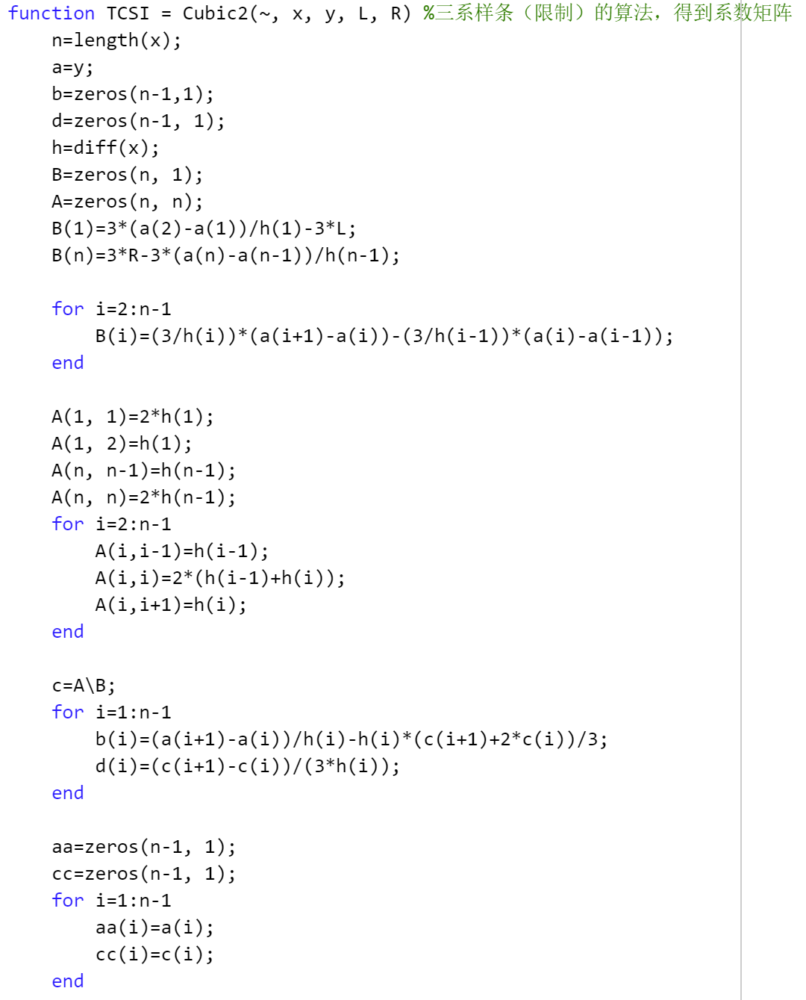 function TCSI = Cubic2(~, x, y, L, R) %三系样条（限制）的算法，得到系数矩阵
n=length(x);
a=y;
b=zeros(n-1,1);
d=zeros(n-1, 1);
h=diff(x);
B=zeros(n, 1);
A=zeros(n, n);
B(1)=3*(a(2)-a(1))/h(1)-3*L;
B(n)=3*R-3*(a(n)-a(n-1))/h(n-1);
for i=2:n-1
B(i)=(3/h(i))*(a(i+1)-a(i))-(3/h(i-1))*(a(i)-a(i-1));
end
A(1, 1)=2*h(1);
A(1, 2)=h(1);
A(n, n-1)=h(n-1);
A(n, n)=2*h(n-1);
for i=2:n-1
A(i,i-1)=h(i-1);
A(i,i)=2*(h(i-1)+h(i));
A(i,i+1)=h(i);
end
c=A\B;
for i=1:n-1
b(i)=(a(i+1)-a(i))/h(i)-h(i)*(c(i+1)+2*c(i))/3;
d(i)=(c(i+1)-c(i))/(3*h(i));
end
aa=zeros(n-1, 1);
cc=zeros(n-1, 1);
for i=1:n-1
aa(i)=a(i);
cc(i)=c(i);
end